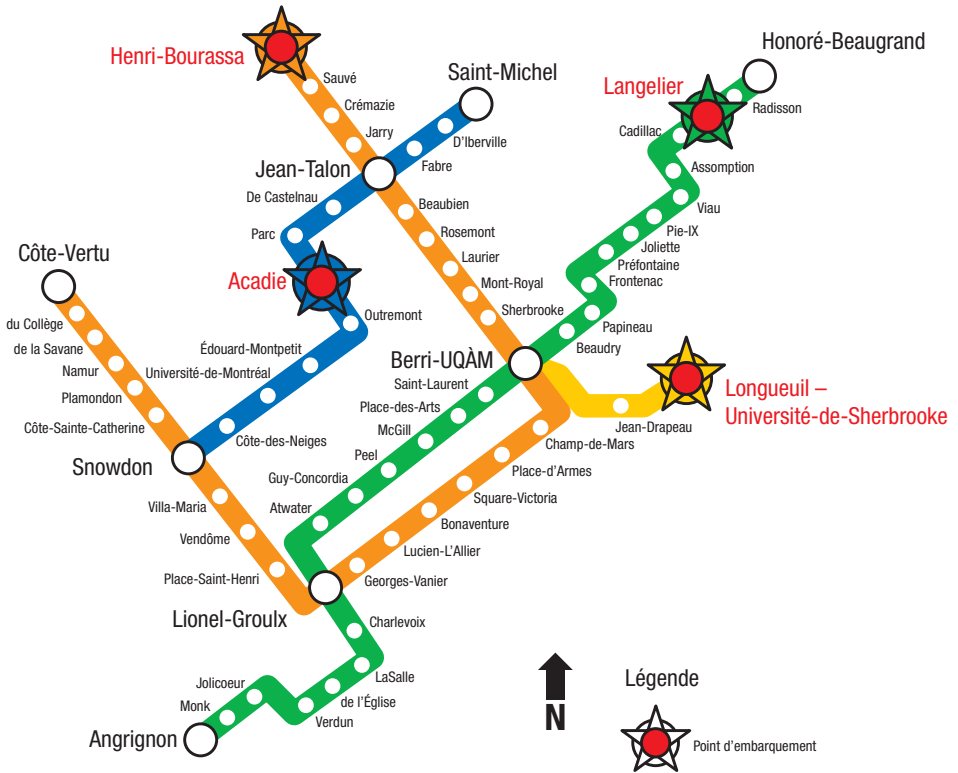 Honoré-Beaugrand
Henri-Bourassa
Saint-Michel
Langelier
Sauvé
Radisson
Crémazie
Cadillac
Jarry
D'Iberville
Fabre
Jean-Talon
Assomption
De Castelnau
Beaubien
Viau
Parc
Rosemont
Pie-IX
Joliette
Côte-Vertu
Laurier
Préfontaine
Acadie
Mont-Royal
Frontenac
Sherbrooke
Outremont
du Collège
Papineau
de la Savane
Édouard-Montpetit
Beaudry
Namur
Université-de-Montréal
Berri-UQÀM
Saint-Laurent
Plamondon
Longueuil –
Université-de-Sherbrooke
Place-des-Arts
Côte-Sainte-Catherine
Jean-Drapeau
McGill
Côte-des-Neiges
Champ-de-Mars
Peel
Snowdon
Place-d'Armes
Guy-Concordia
Square-Victoria
Villa-Maria
Atwater
Bonaventure
Vendôme
Lucien-L'Allier
Place-Saint-Henri
Georges-Vanier
Lionel-Groulx
Charlevoix
LaSalle
Légende
Jolicoeur
de l'Église
Monk
Verdun
N
Angrignon
Point d'embarquement